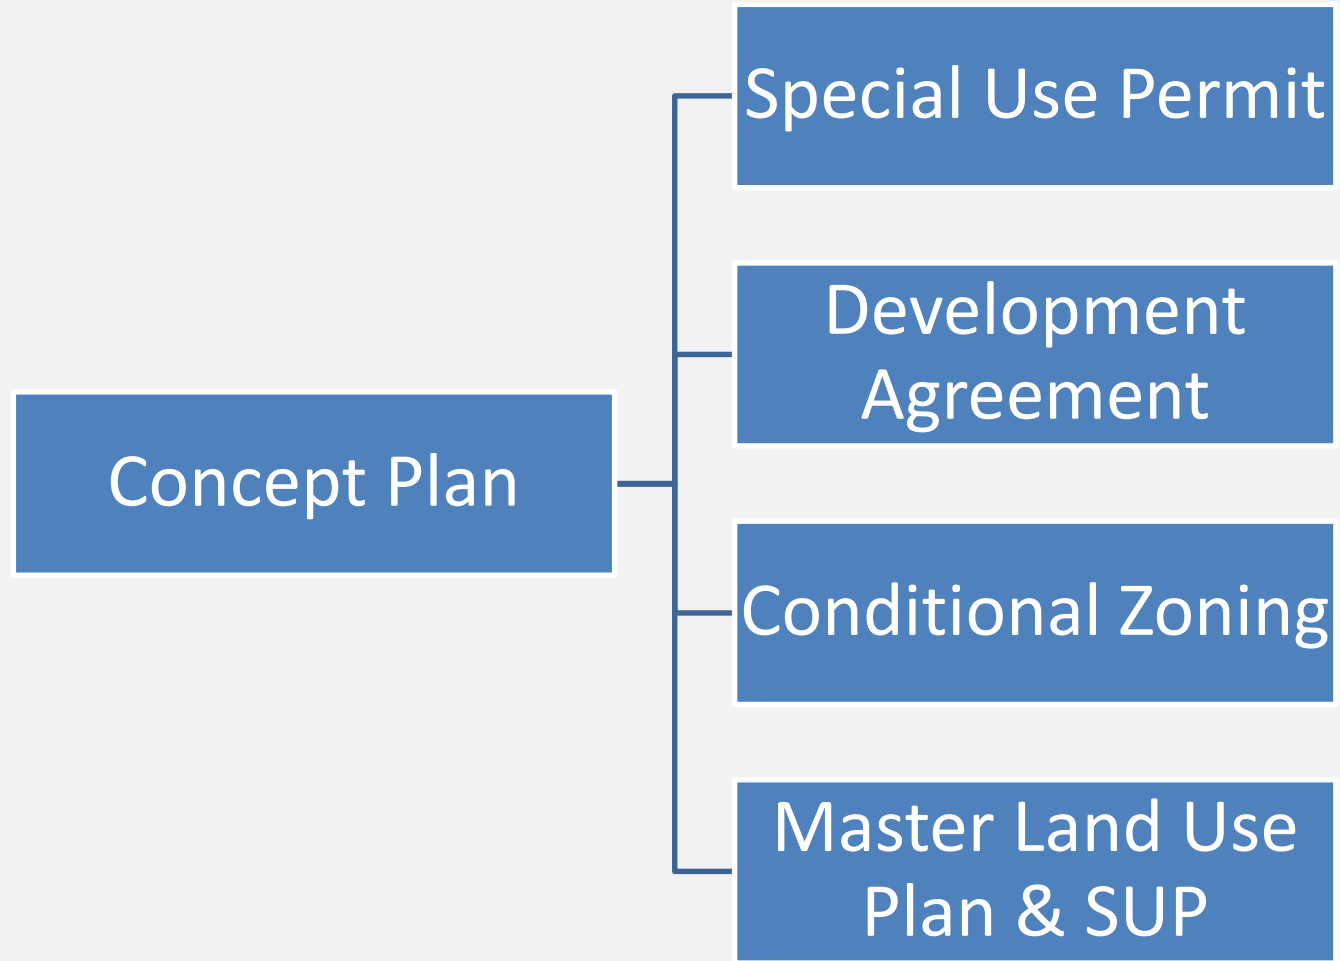 Special Use Permit
Development
Agreement
Concept Plan
Conditional Zoning
Master Land Use
Plan & SUP